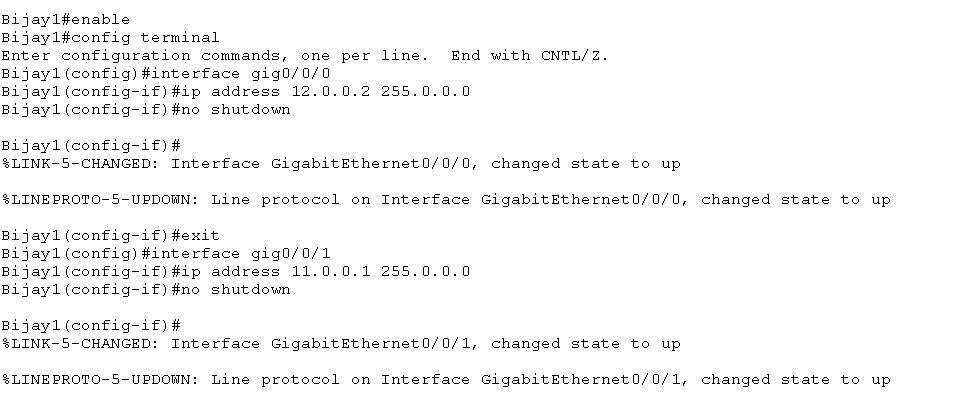 Bijay1#enable
Bijay1#config terminal
Enter configuration commands, one per line.  End with CNTL/Z.
Bijay1(config)#interface gig0/0/0
Bijay1(config-if)#ip address 12.0.0.2 255.0.0.0
Bijay1(config-if)#no shutdown
Bijay1(config-if)#
%LINK-5-CHANGED: Interface GigabitEthernet0/0/0, changed state to up
%LINEPROTO-5-UPDOWN: Line protocol on Interface GigabitEthernet0/0/0, changed state to up
Bijay1(config-if)#exit
Bijay1(config)#interface gig0/0/1
Bijay1(config-if)#ip address 11.0.0.1 255.0.0.0
Bijay1(config-if)#no shutdown
Bijay1(config-if)#
%LINK-5-CHANGED: Interface GigabitEthernet0/0/1, changed state to up
%LINEPROTO-5-UPDOWN: Line protocol on Interface GigabitEthernet0/0/1, changed state to up